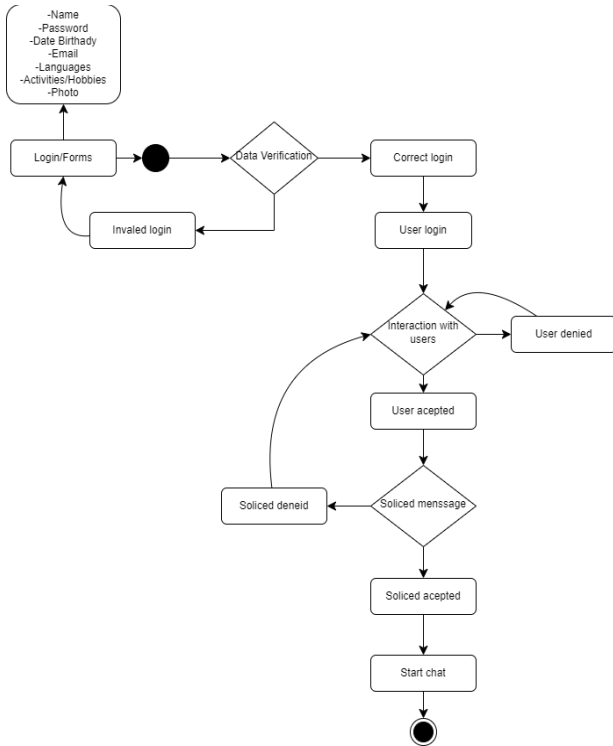 -Name
-Password
-Date Birthady
-Email
-Languages
-Activities/Hobbies
-Photo
Login/Forms
Data Verification
Correct login
Invaled login
User login
Interaction with
users
User denied
User acepted
Soliced deneid
Soliced menssage
Soliced acepted
Start chat